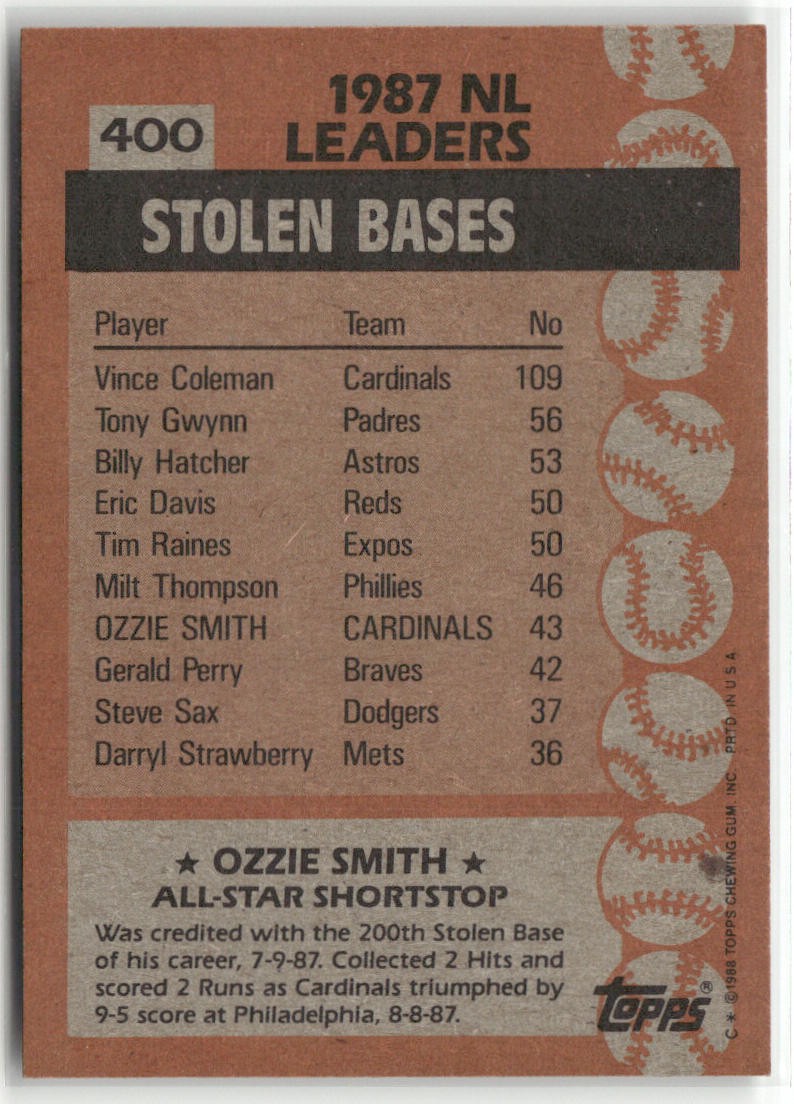 1987 NL
LEADERS
400
STOLEN BASES
Player Team No
Vince Coleman Cardinals 109
Tony Gwynn Padres 56
Billy Hatcher Astros 53
Eric Davis Reds 50
Tim Raines Expos 50
Milt Thompson Phillies 46
OZZIE SMITH CARDINALS 43
Gerald Perry Braves 42
Steve Sax Dodgers 37
Darryl Strawberry Mets 36
★ OZZIE SMITH ★
ALL-STAR SHORTSTOP
Was credited with the 200th Stolen Base
of his career, 7-9-87. Collected 2 Hits and
scored 2 Runs as Cardinals triumphed by
9-5 score at Philadelphia, 8-8-87.
topps®
C * ©1988 TOPPS CHEWING GUM INC. PRTD IN USA